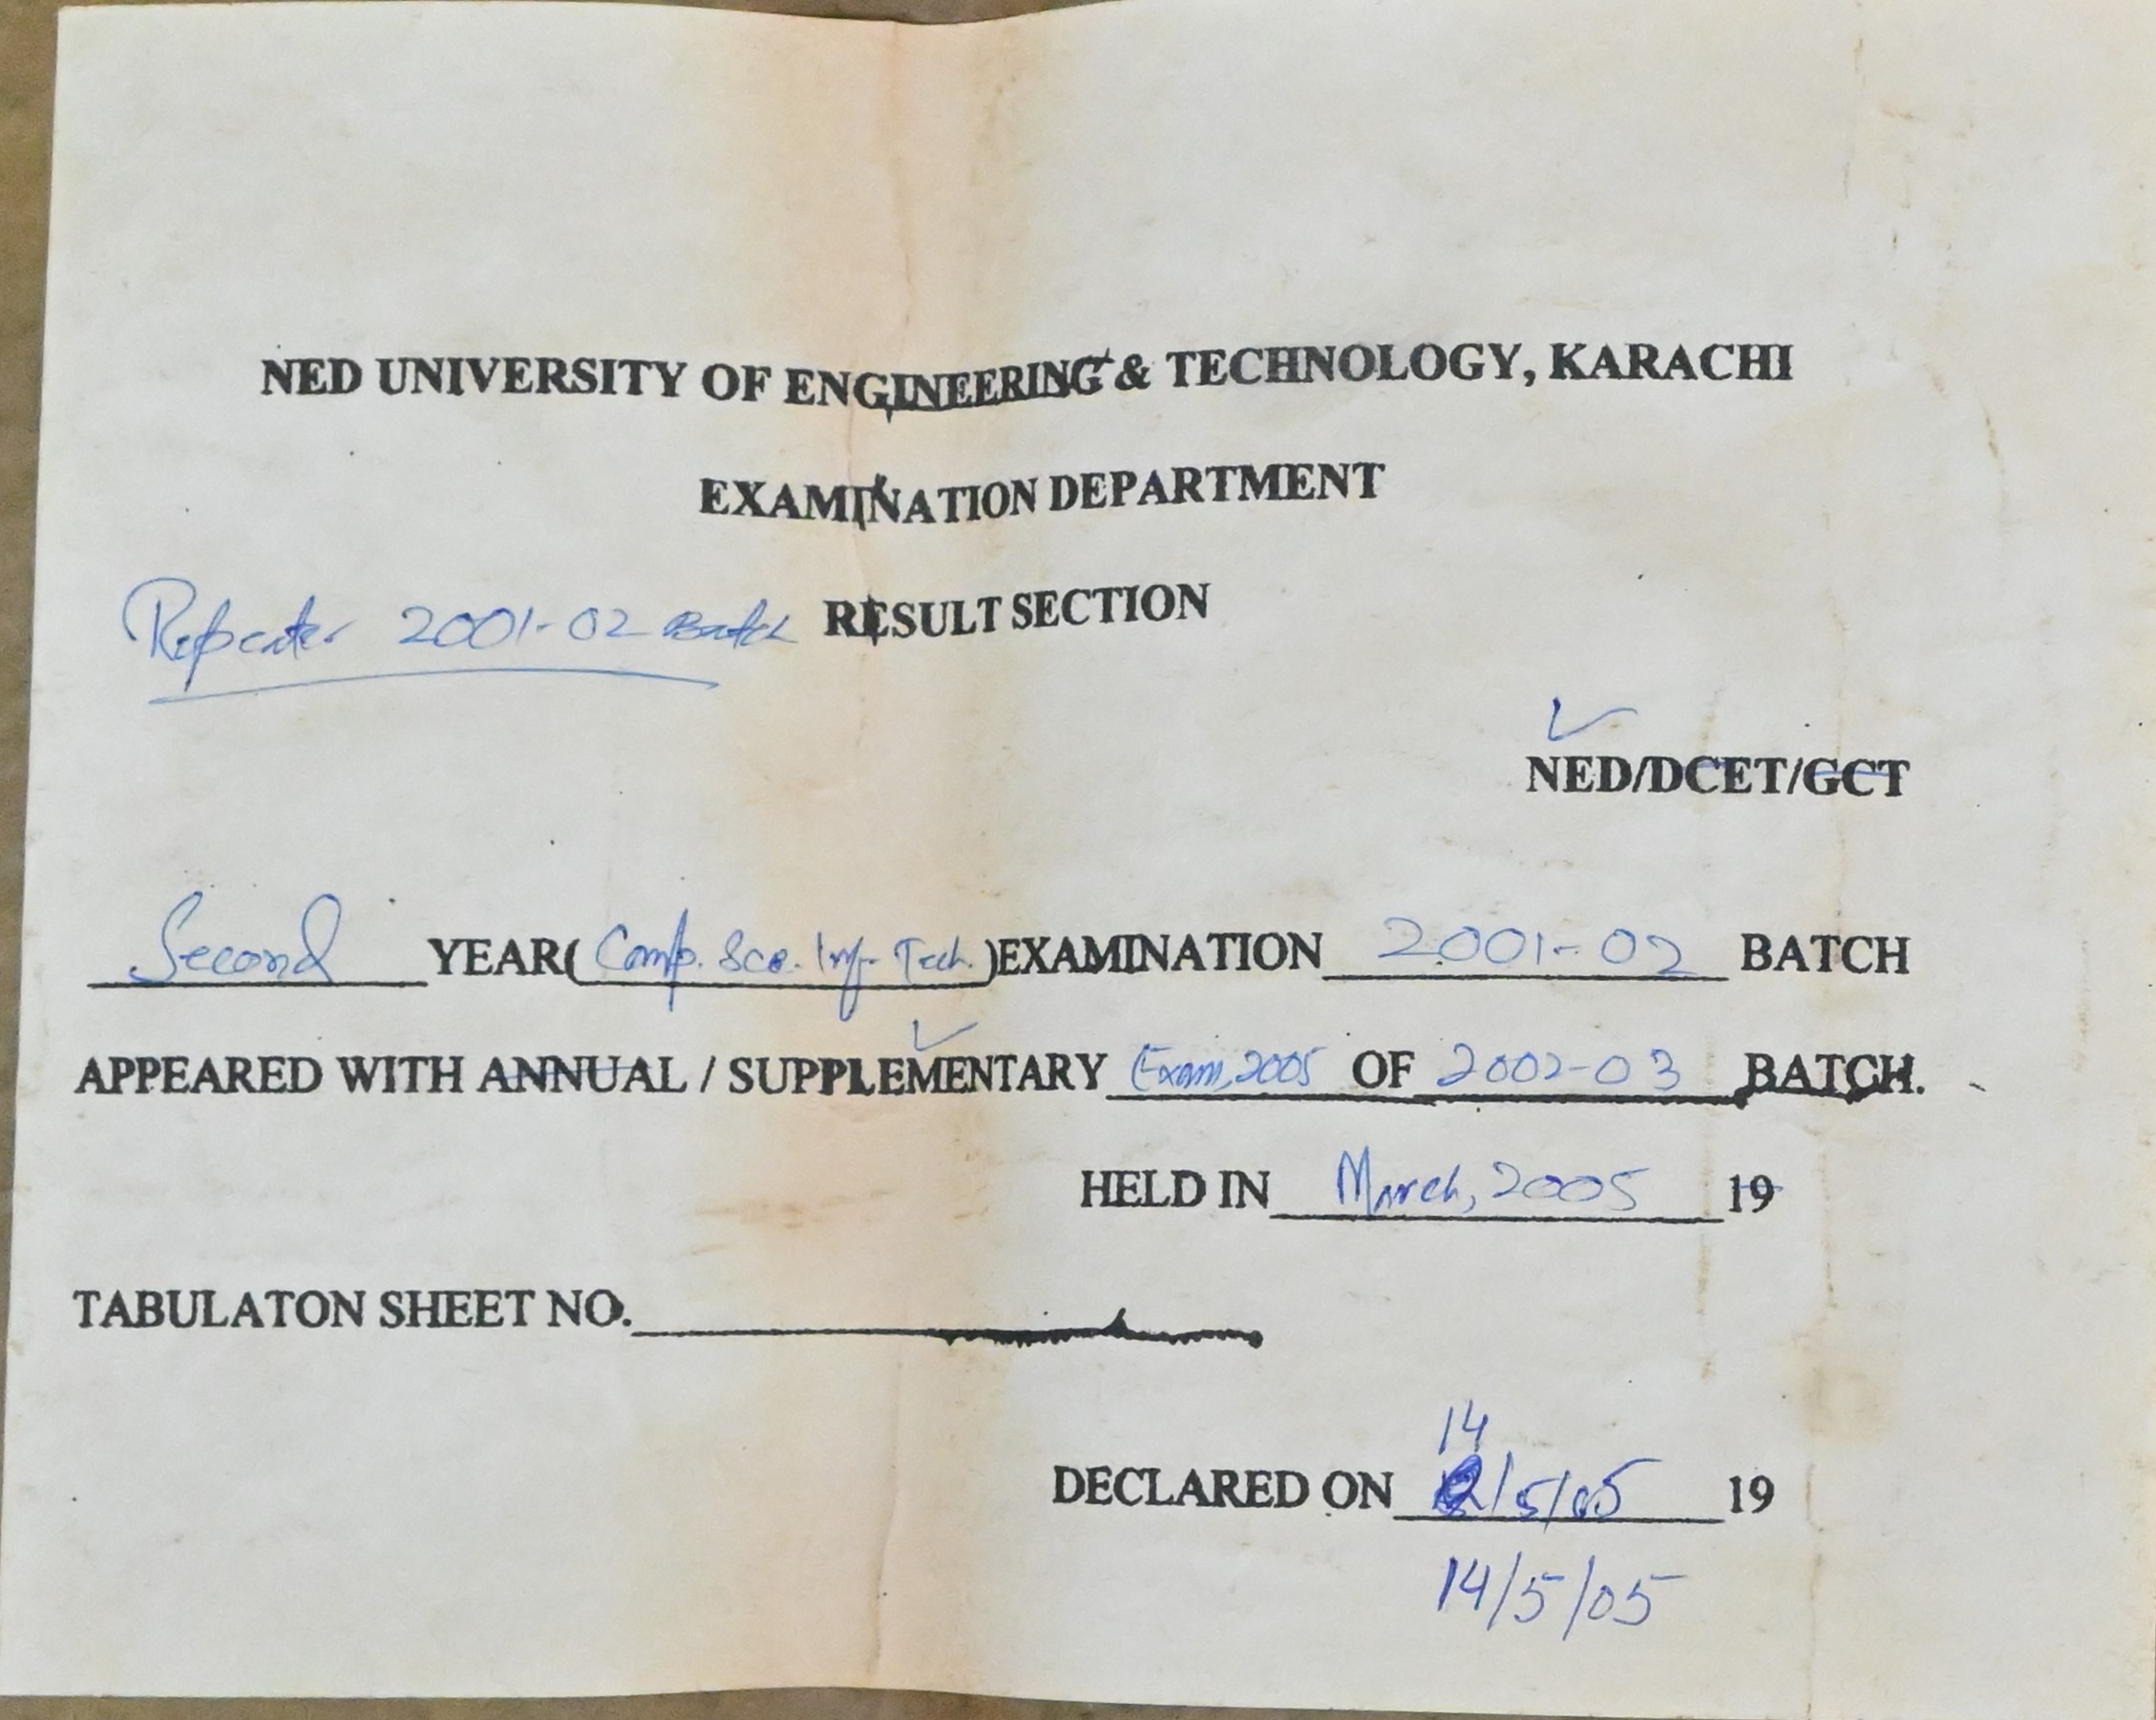 NED UNIVERSITY OF ENGINEERING & TECHNOLOGY, KARACHI
EXAMINATION DEPARTMENT
Repeater 2001-02 Batch RESULT SECTION
NED/DCET/GCT
Second YEAR( Comp. Sce. Inf. Tech. )EXAMINATION 2001-02 BATCH
APPEARED WITH ANNUAL / SUPPLEMENTARY Exam, 2005 OF 2002-03 BATCH.
HELD IN March, 2005 19
TABULATON SHEET NO.
14
DECLARED ON /5/05 19
14/5/05